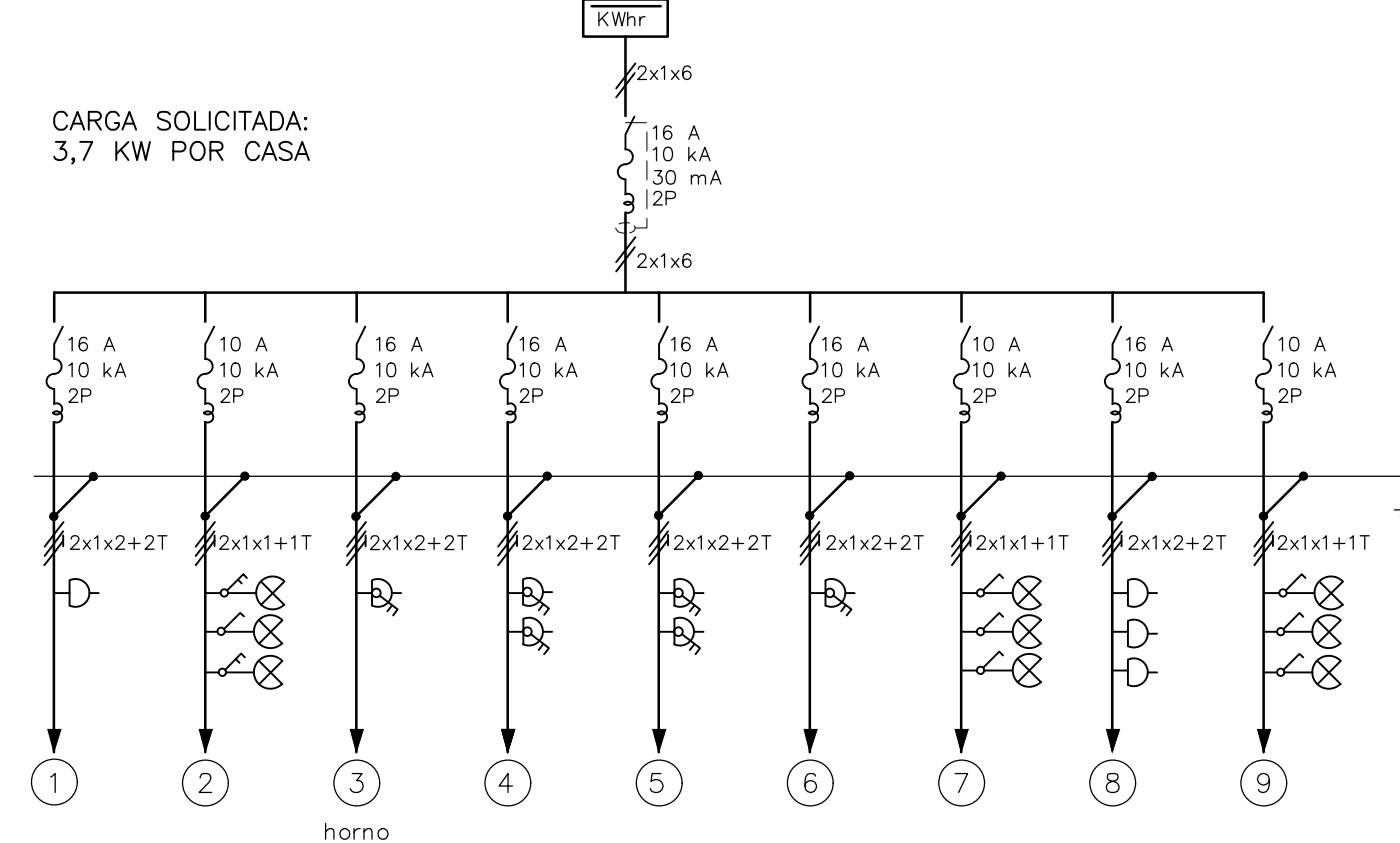 KWhr
2x1x6
CARGA SOLICITADA:
3,7 KW POR CASA
16 A
10 kA
30 mA
2P
2x1x6
16 A
10 kA
2P
10 A
10 kA
2P
16 A
10 kA
2P
16 A
10 kA
2P
16 A
10 kA
2P
16 A
10 kA
2P
10 A
10 kA
2P
16 A
10 kA
2P
10 A
10 kA
2P
2x1x2+2T
2x1x1+1T
2x1x2+2T
2x1x2+2T
2x1x2+2T
2x1x2+2T
2x1x1+1T
2x1x2+2T
2x1x1+1T
1
2
3
4
5
6
7
8
9
horno